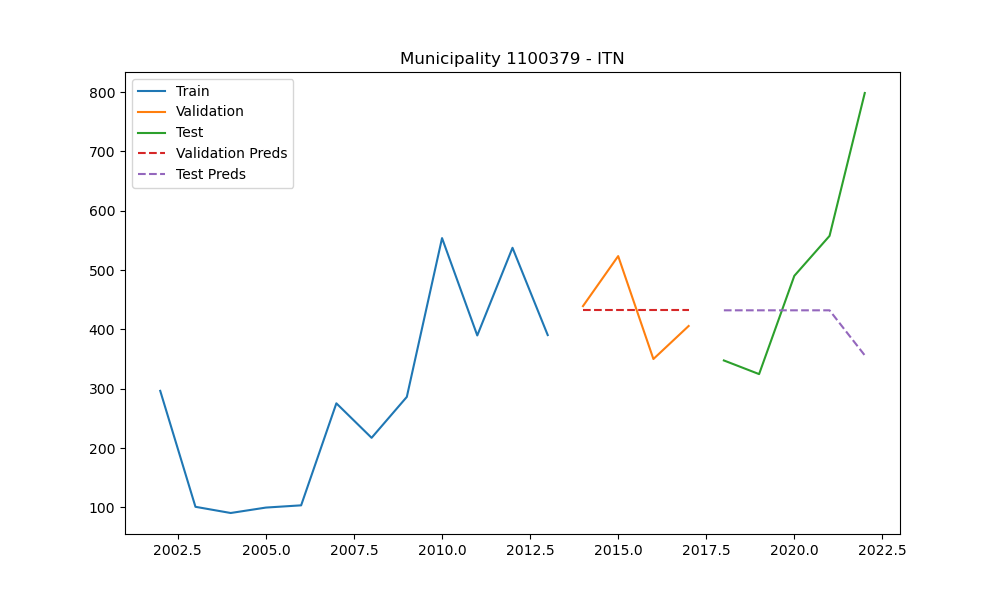 Municipality 1100379 - ITN
Train
Validation
Test
Validation Preds
Test Preds
800
700
600
500
400
300
200
100
2002.5 2005.0 2007.5 2010.0 2012.5 2015.0 2017.5 2020.0 2022.5